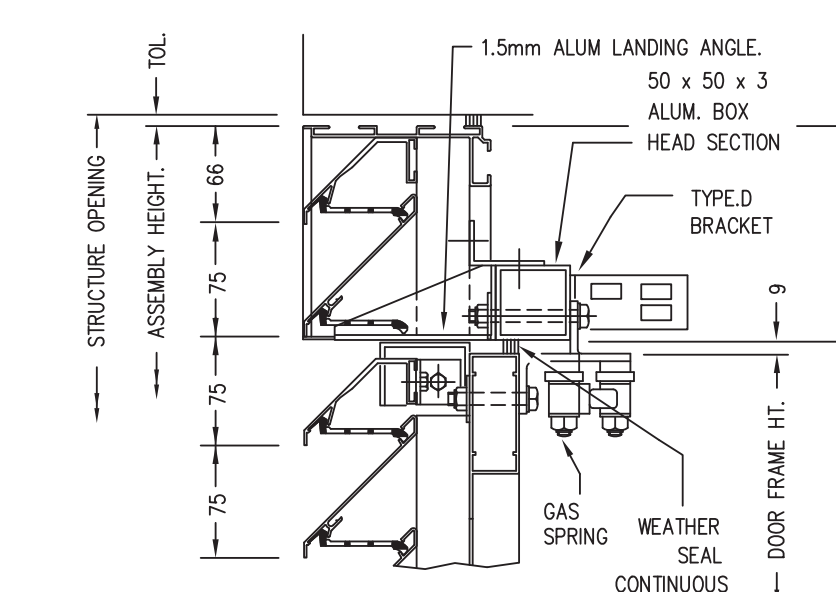 TOL.
1.5mm ALUM LANDING ANGLE.
50 x 50 x 3
ALUM. BOX
HEAD SECTION
TYPE.D
BRACKET
STRUCTURE OPENING
ASSEMBLY HEIGHT.
66
75
75
75
9
DOOR FRAME HT.
GAS
SPRING
WEATHER
SEAL
CONTINUOUS